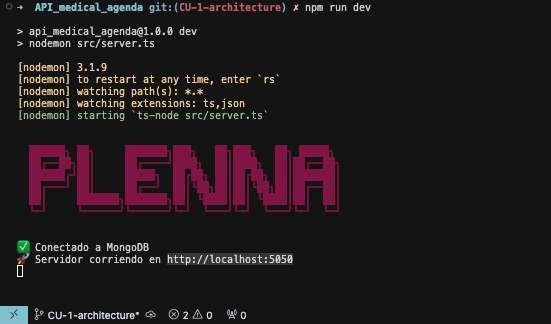 → API_medical_agenda git:(CU-1-architecture) ✗ npm run dev
> api_medical_agenda@1.0.0 dev
> nodemon src/server.ts
[nodemon] 3.1.9
[nodemon] to restart at any time, enter `rs`
[nodemon] watching path(s): *.*
[nodemon] watching extensions: ts,json
[nodemon] starting `ts-node src/server.ts`
PLENNA
✅ Conectado a MongoDB
🚀 Servidor corriendo en http://localhost:5050
CU-1-architecture* 2 0 0